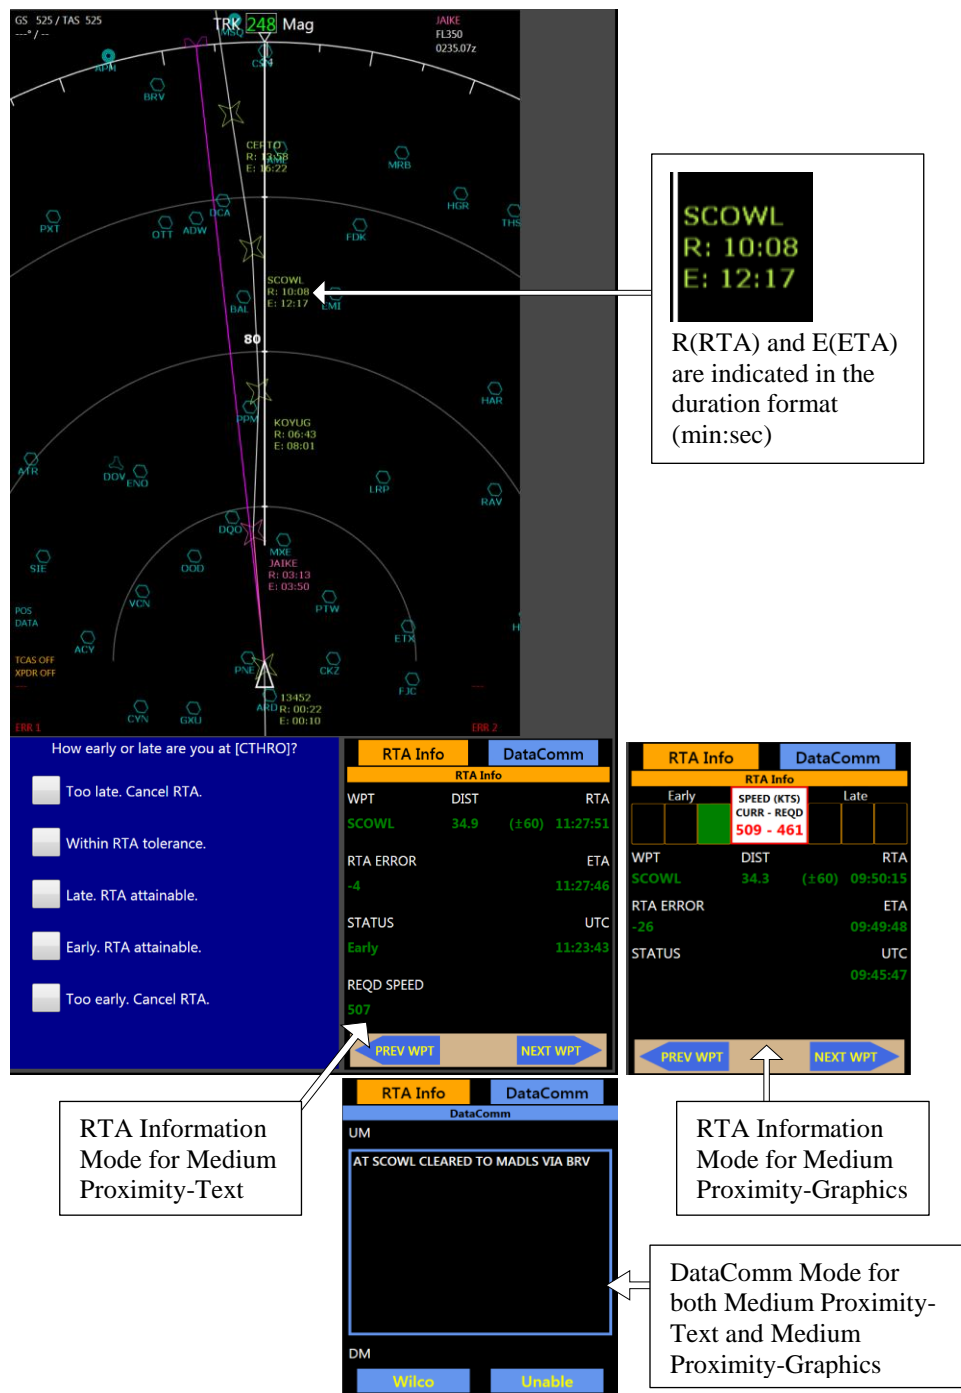 GS 525 / TAS 525
---° / --
TRK 248 Mag
JAIKE
FL350
0235.07z
MSQ
CSN
APH
BRV
CEPTO
R: 13:58
E: 16:22
AML
MRB
HGR
THS
DCA
PXT
OTT
ADW
FDK
SCOWL
R: 10:08
E: 12:17
BAL
EMI
80
HAR
PPM
KOYUG
R: 06:43
E: 08:01
ATR
DDV
ENO
LRP
RAV
DQO
MXE
JAIKE
R: 03:13
E: 03:50
SIE
OOD
VCN
PTW
POS
DATA
ACY
ETX
H
TCAS OFF
XPDR OFF
---
PNE
CKZ
FJC
---
ARD
13452
R: 00:22
E: 00:10
CYN
GXU
ERR 1
ERR 2
SCOWL
R: 10:08
E: 12:17
R(RTA) and E(ETA)
are indicated in the
duration format
(min:sec)
How early or late are you at [CTHRO]?
Too late. Cancel RTA.
Within RTA tolerance.
Late. RTA attainable.
Early. RTA attainable.
Too early. Cancel RTA.
RTA Info DataComm
RTA Info
WPT DIST RTA
SCOWL 34.9 (±60) 11:27:51
RTA ERROR ETA
-4 11:27:46
STATUS UTC
Early 11:23:43
REQD SPEED
507
PREV WPT NEXT WPT
RTA Info DataComm
RTA Info
Early SPEED (KTS) Late
CURR - REQD
509 - 461
WPT DIST RTA
SCOWL 34.3 (±60) 09:50:15
RTA ERROR ETA
-26 09:49:48
STATUS UTC
09:45:47
PREV WPT NEXT WPT
RTA Information
Mode for Medium
Proximity-Text
RTA Information
Mode for Medium
Proximity-Graphics
RTA Info DataComm
DataComm
UM
AT SCOWL CLEARED TO MADLS VIA BRV
DM
Wilco Unable
DataComm Mode for
both Medium Proximity-
Text and Medium
Proximity-Graphics